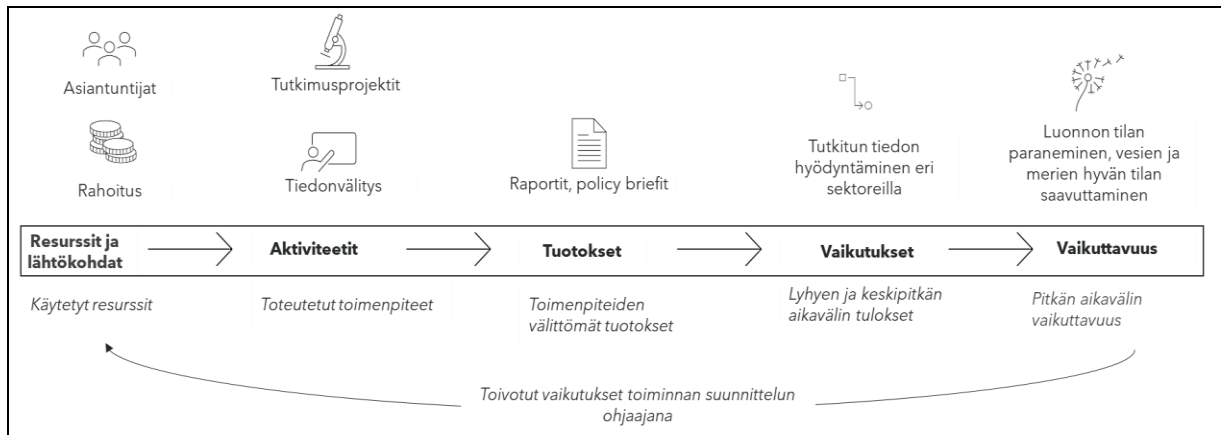 Asiantuntijat
Tutkimusprojektit
Rahoitus
Tiedonvälitys
Raportit, policy briefit
Tutkitun tiedon
hyödyntäminen eri
sektoreilla
Luonnon tilan
paraneminen, vesien ja
merien hyvän tilan
saavuttaminen
Resurssit ja
lähtökohdat
Aktiviteetit
Tuotokset
Vaikutukset
Vaikuttavuus
Käytetyt resurssit
Toteutetut toimenpiteet
Toimenpiteiden
välittömät tuotokset
Lyhyen ja keskipitkän
aikavälin tulokset
Pitkän aikavälin
vaikuttavuus
Toivotut vaikutukset toiminnan suunnittelun
ohjaajana